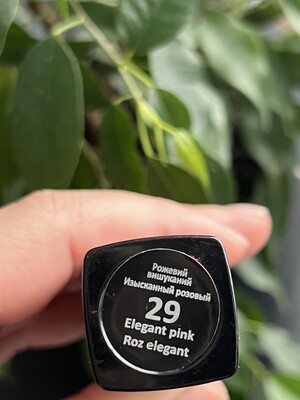 Рожевий
вишуканий
Изысканный розовый
29
Elegant pink
Roz elegant